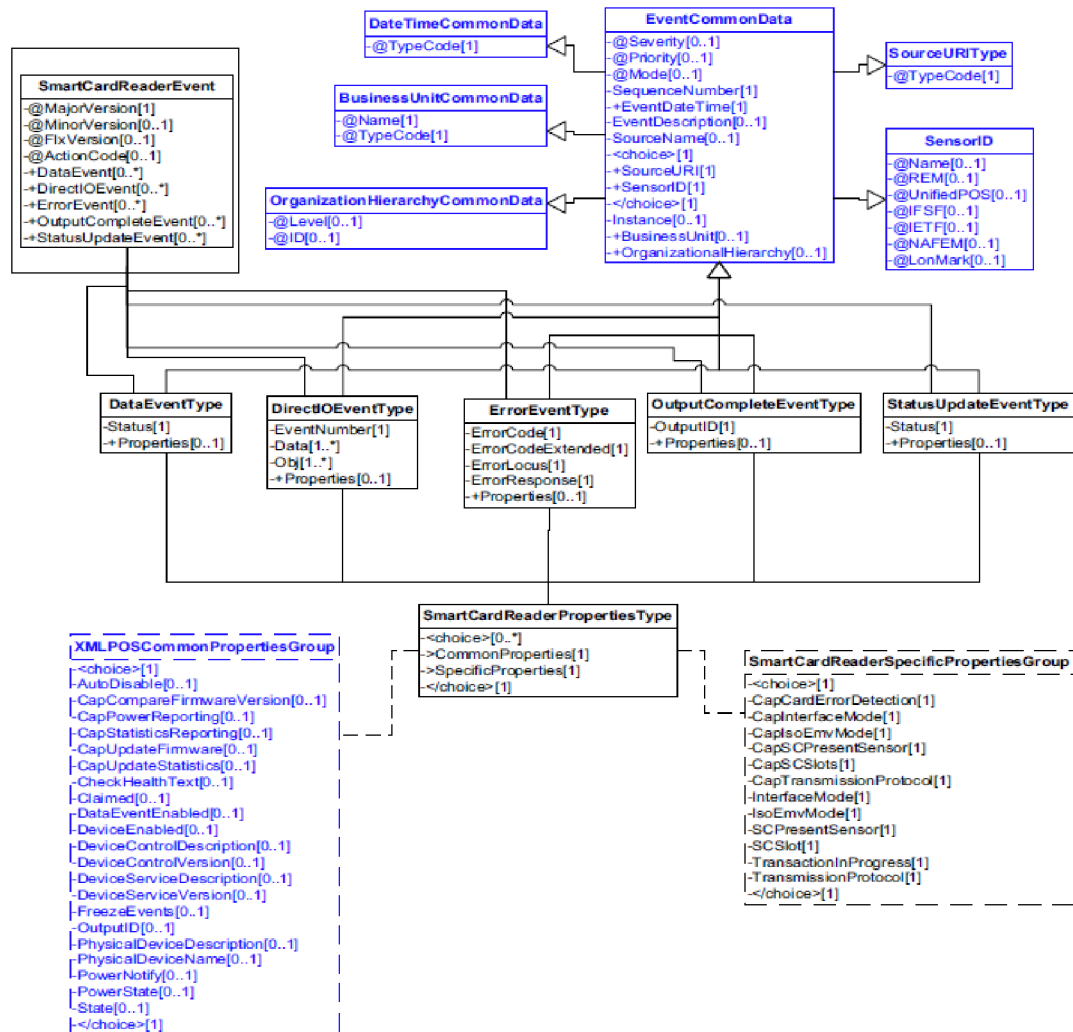 DateTimeCommonData
-@TypeCode[1]
EventCommonData
-@Severity[0..1]
-@Priority[0..1]
-@Mode[0..1]
-SequenceNumber[1]
-+EventDateTime[1]
-EventDescription[0..1]
-SourceName[0..1]
-<choice>[1]
-+SourceURI[1]
-+SensorID[1]
-</choice>[1]
-Instance[0..1]
-+BusinessUnit[0..1]
-+OrganizationalHierarchy[0..1]
SourceURIType
-@TypeCode[1]
SmartCardReaderEvent
-@MajorVersion[1]
-@MinorVersion[0..1]
-@FixVersion[0..1]
-@ActionCode[0..1]
-+DataEvent[0..*]
-+DirectIOEvent[0..*]
-+ErrorEvent[0..*]
-+OutputCompleteEvent[0..*]
-+StatusUpdateEvent[0..*]
BusinessUnitCommonData
-@Name[1]
-@TypeCode[1]
SensorID
-@Name[0..1]
-@REM[0..1]
-@UnifiedPOS[0..1]
-@IFSF[0..1]
-@IETF[0..1]
-@NAFEM[0..1]
-@LonMark[0..1]
OrganizationHierarchyCommonData
-@Level[0..1]
-@ID[0..1]
DataEventType
-Status[1]
-+Properties[0..1]
DirectIOEventType
-EventNumber[1]
-Data[1..*]
-Obj[1..*]
-+Properties[0..1]
ErrorEventType
-ErrorCode[1]
-ErrorCodeExtended[1]
-ErrorLocus[1]
-ErrorResponse[1]
-+Properties[0..1]
OutputCompleteEventType
-OutputID[1]
-+Properties[0..1]
StatusUpdateEventType
-Status[1]
-+Properties[0..1]
SmartCardReaderPropertiesType
-<choice>[0..*]
->CommonProperties[1]
->SpecificProperties[1]
-</choice>[1]
XMLPOSCommonPropertiesGroup
-<choice>[1]
-AutoDisable[0..1]
-CapCompareFirmwareVersion[0..1]
-CapPowerReporting[0..1]
-CapStatisticsReporting[0..1]
-CapUpdateFirmware[0..1]
-CapUpdateStatistics[0..1]
-CheckHealthText[0..1]
-Claimed[0..1]
-DataEventEnabled[0..1]
-DeviceEnabled[0..1]
-DeviceControlDescription[0..1]
-DeviceControlVersion[0..1]
-DeviceServiceDescription[0..1]
-DeviceServiceVersion[0..1]
-FreezeEvents[0..1]
-OutputID[0..1]
-PhysicalDeviceDescription[0..1]
-PhysicalDeviceName[0..1]
-PowerNotify[0..1]
-PowerState[0..1]
-State[0..1]
-</choice>[1]
SmartCardReaderSpecificPropertiesGroup
-<choice>[1]
-CapCardErrorDetection[1]
-CapInterfaceMode[1]
-CapIsoEmvMode[1]
-CapSCPresentSensor[1]
-CapSCSlots[1]
-CapTransmissionProtocol[1]
-InterfaceMode[1]
-IsoEmvMode[1]
-SCPresentSensor[1]
-SCSlot[1]
-TransactionInProgress[1]
-TransmissionProtocol[1]
-</choice>[1]